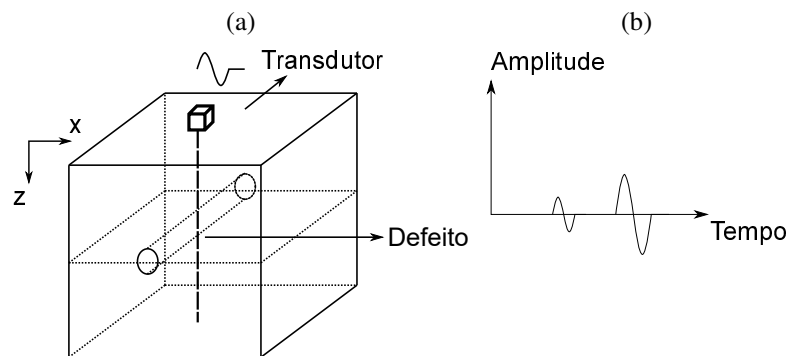 (a)
Transdutor
x
z
Defeito
(b)
Amplitude
Tempo